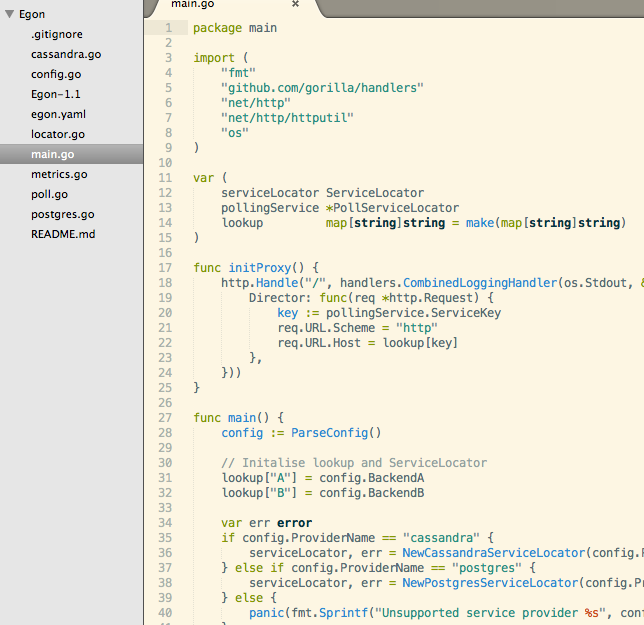 Egon
.gitignore
cassandra.go
config.go
Egon-1.1
egon.yaml
locator.go
main.go
metrics.go
poll.go
postgres.go
README.md
main.go ×
1 package main
2
3 import (
4 "fmt"
5 "github.com/gorilla/handlers"
6 "net/http"
7 "net/http/httputil"
8 "os"
9 )
10
11 var (
12 serviceLocator ServiceLocator
13 pollingService *PollServiceLocator
14 lookup map[string]string = make(map[string]string)
15 )
16
17 func initProxy() {
18 http.Handle("/", handlers.CombinedLoggingHandler(os.Stdout, &
19 Director: func(req *http.Request) {
20 key := pollingService.ServiceKey
21 req.URL.Scheme = "http"
22 req.URL.Host = lookup[key]
23 },
24 }))
25 }
26
27 func main() {
28 config := ParseConfig()
29
30 // Initalise lookup and ServiceLocator
31 lookup["A"] = config.BackendA
32 lookup["B"] = config.BackendB
33
34 var err error
35 if config.ProviderName == "cassandra" {
36 serviceLocator, err = NewCassandraServiceLocator(config.P
37 } else if config.ProviderName == "postgres" {
38 serviceLocator, err = NewPostgresServiceLocator(config.Pr
39 } else {
40 panic(fmt.Sprintf("Unsupported service provider %s", conf